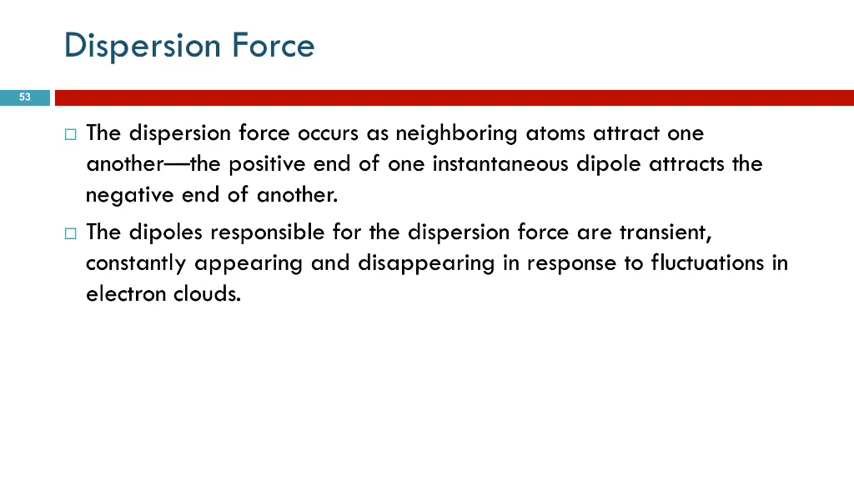 Dispersion Force
53
□ The dispersion force occurs as neighboring atoms attract one
another—the positive end of one instantaneous dipole attracts the
negative end of another.
□ The dipoles responsible for the dispersion force are transient,
constantly appearing and disappearing in response to fluctuations in
electron clouds.